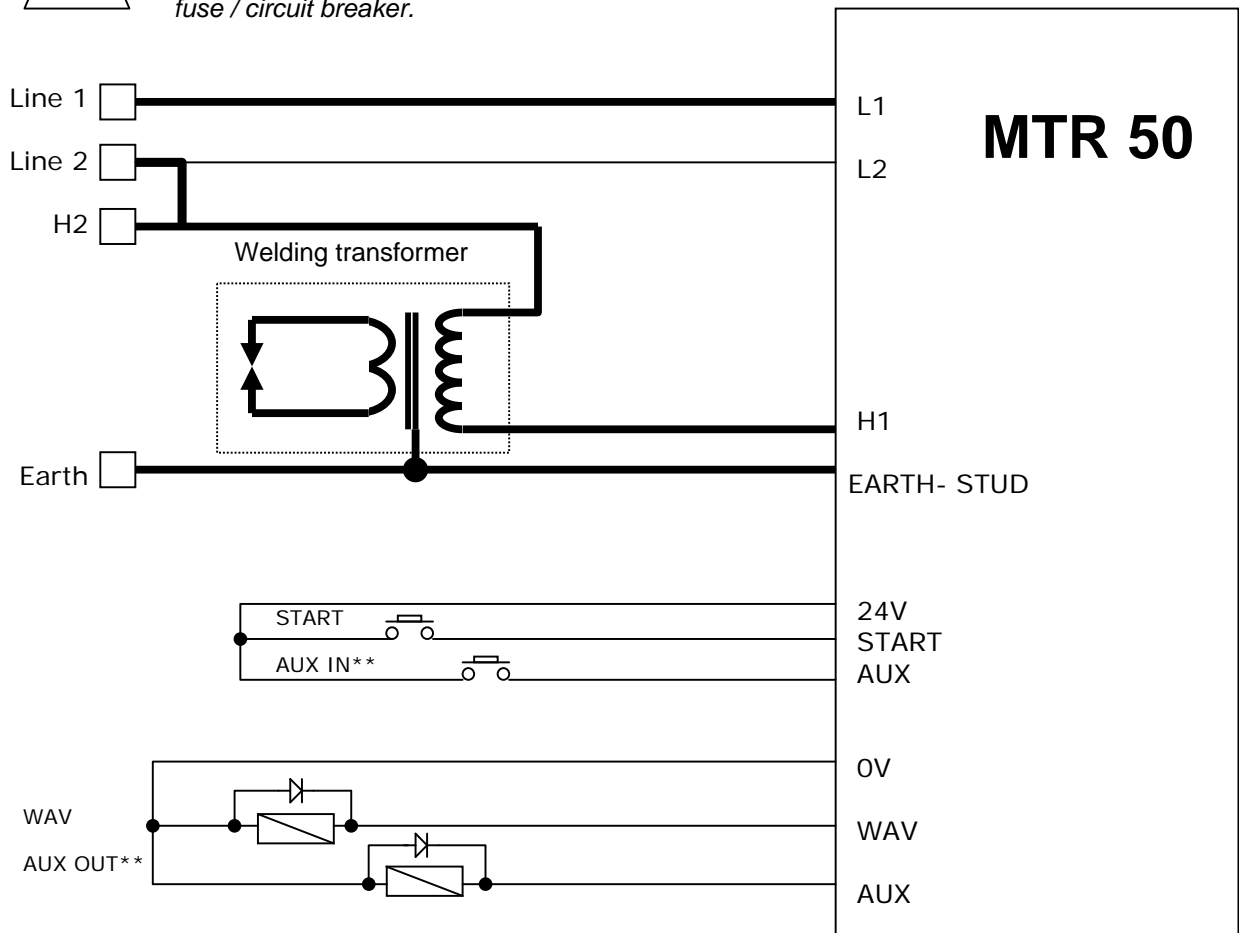 fuse / circuit breaker.
Line 1
L1
MTR 50
Line 2
L2
H2
Welding transformer
H1
Earth
EARTH- STUD
24V
START
START
AUX IN**
AUX
0V
WAV
WAV
AUX OUT**
AUX